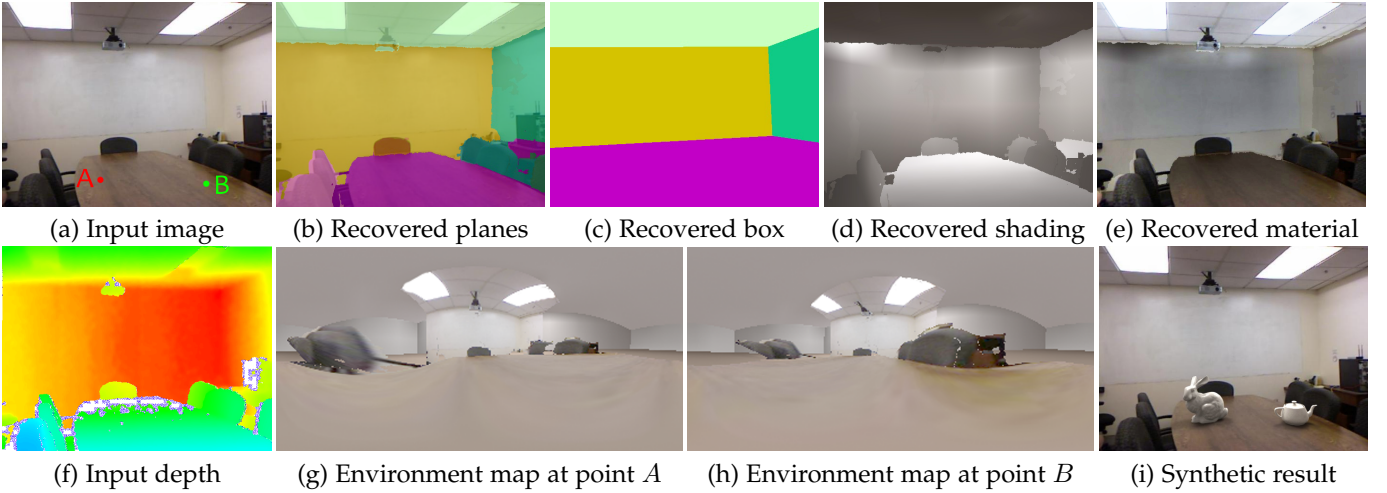 A B
(a) Input image (b) Recovered planes (c) Recovered box (d) Recovered shading (e) Recovered material
(f) Input depth (g) Environment map at point A (h) Environment map at point B (i) Synthetic result